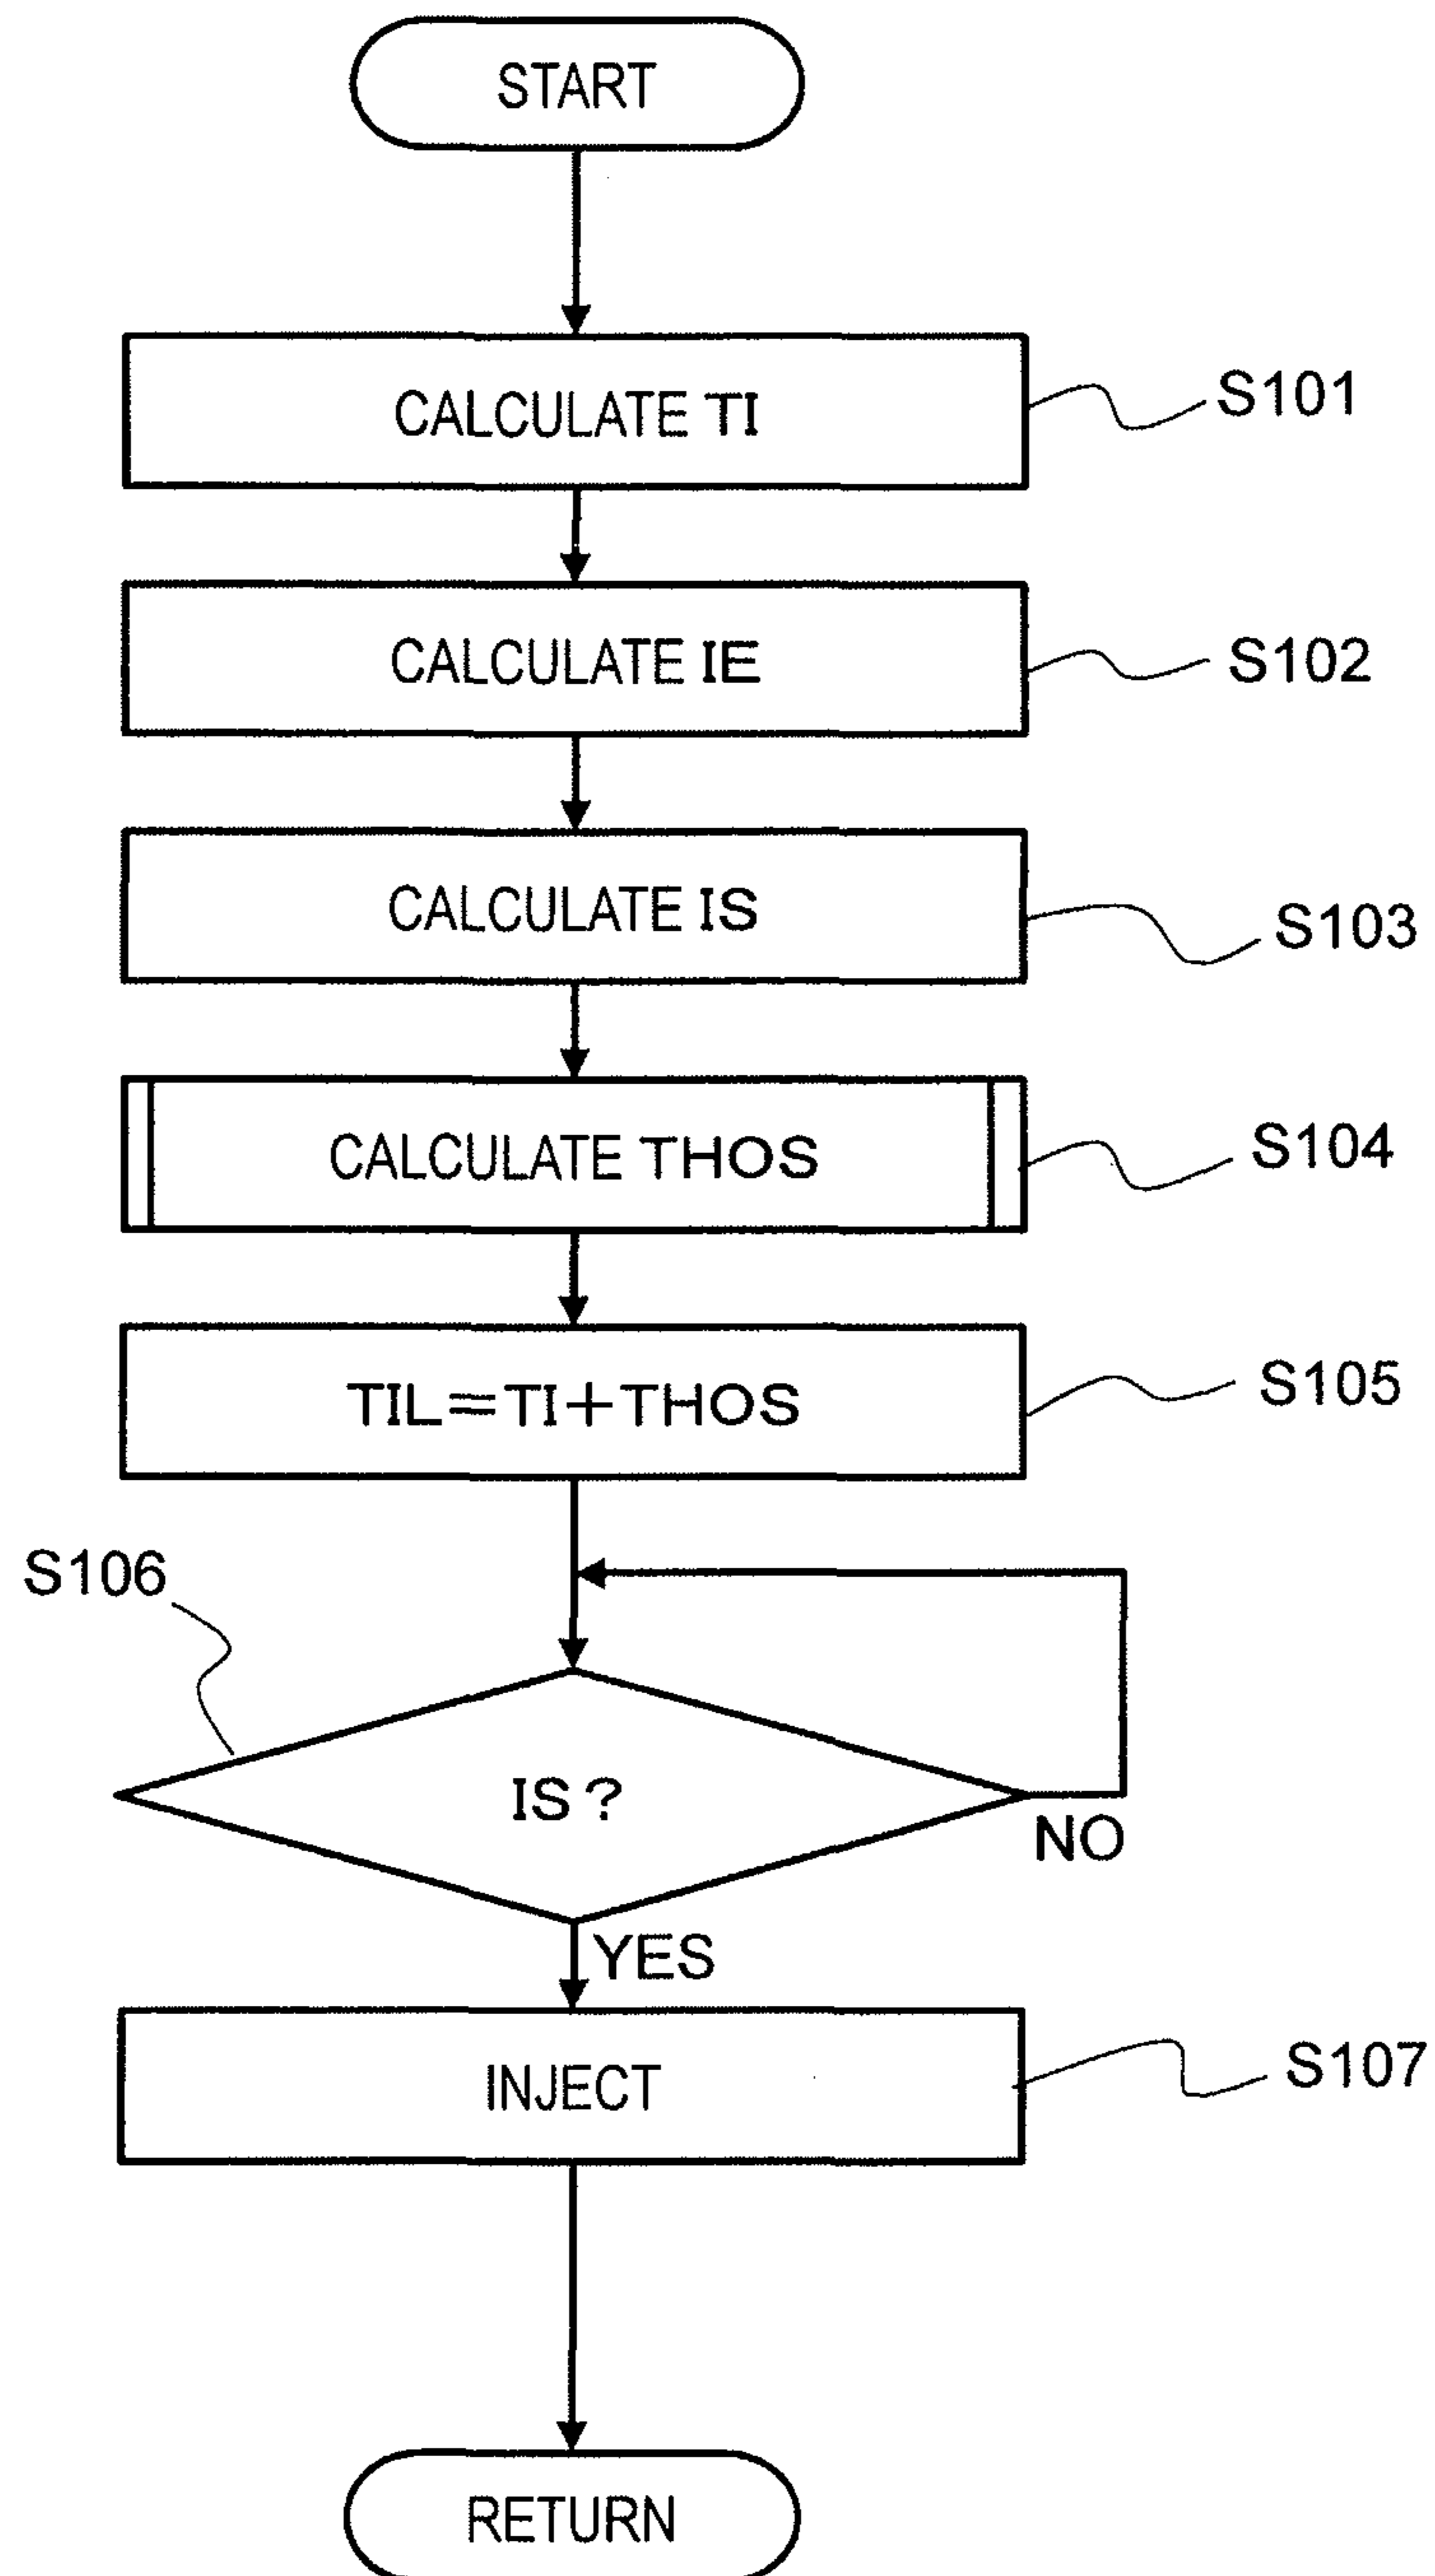 START
CALCULATE TI
S101
CALCULATE IE
S102
CALCULATE IS
S103
CALCULATE THOS
S104
TIL=TI+THOS
S105
S106
IS?
NO
YES
INJECT
S107
RETURN